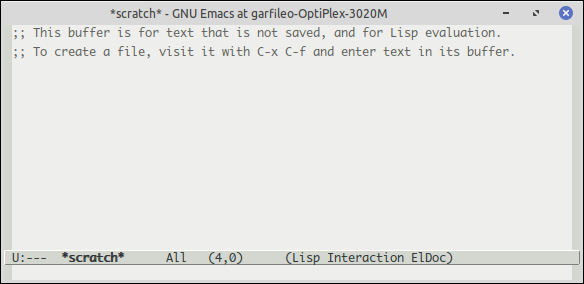 *scratch* - GNU Emacs at garfileo-OptiPlex-3020M
;; This buffer is for text that is not saved, and for Lisp evaluation.
;; To create a file, visit it with C-x C-f and enter text in its buffer.
U:---  *scratch*      All   (4,0)      (Lisp Interaction ElDoc)